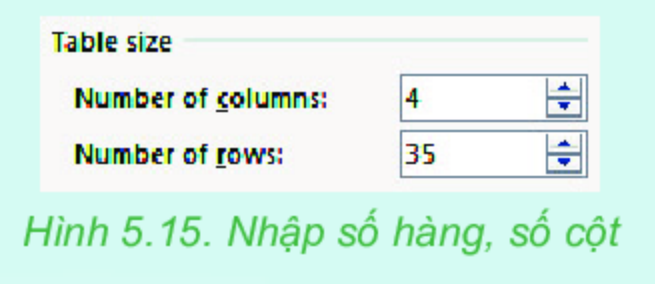 Table size
Number of columns: 4
Number of rows: 35
Hình 5.15. Nhập số hàng, số cột